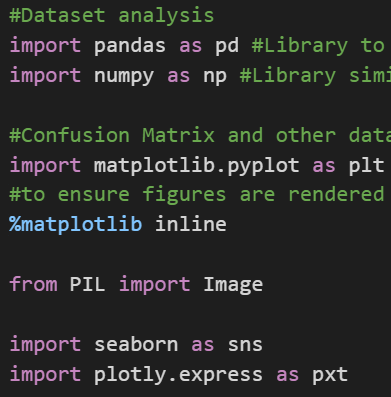 #Dataset analysis
import pandas as pd #Library to
import numpy as np #Library simi
#Confusion Matrix and other data
import matplotlib.pyplot as plt
#to ensure figures are rendered
%matplotlib inline
from PIL import Image
import seaborn as sns
import plotly.express as pxt